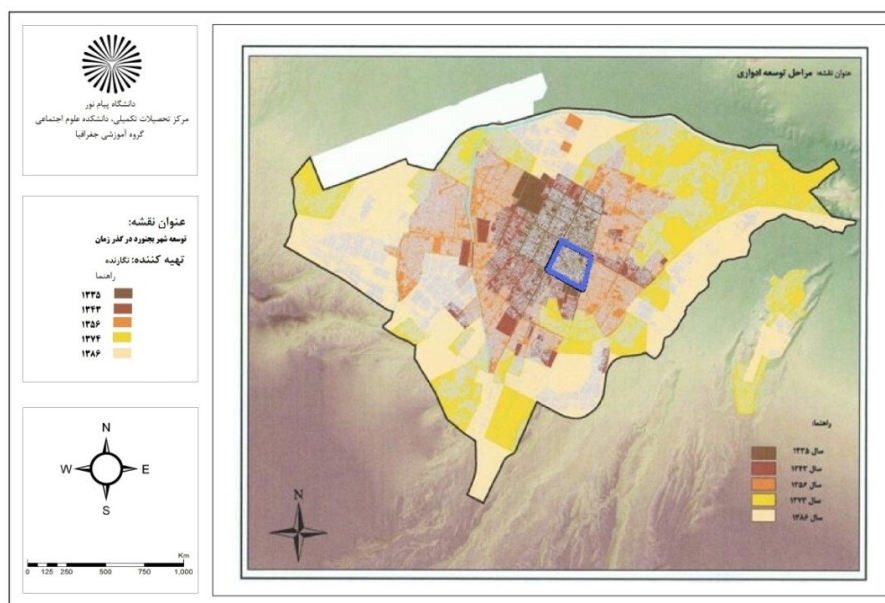 دانشگاه پیام نور
مرکز تحصیلات تکمیلی، دانشکده علوم اجتماعی
گروه آموزشی جغرافیا
عنوان نقشه:
توسعه شهر بجنورد در گذر زمان
تهیه کننده: نگارنده
راهنما
۱۳۳۵
۱۳۴۳
۱۳۵۶
۱۳۷۴
۱۳۸۶
N
W E
S
Km
0 125 250 500 750 1,000
عنوان نقشه: مراحل توسعه ادواری
راهنما:
سال ۱۳۳۵
سال ۱۳۴۳
سال ۱۳۵۶
سال ۱۳۷۳
سال ۱۳۸۶
N